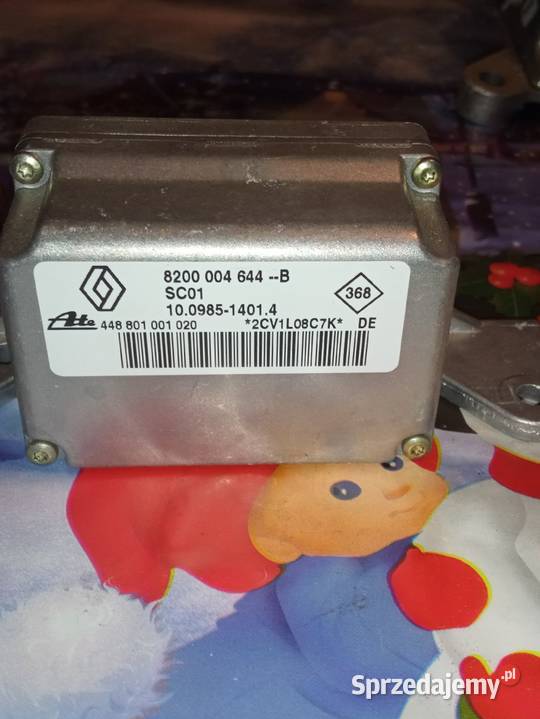 8200 004 644 --B
SC01
368
10.0985-1401.4
Ate 448 801 001 020 *2CV1L08C7K* DE
Sprzedajemy.pl